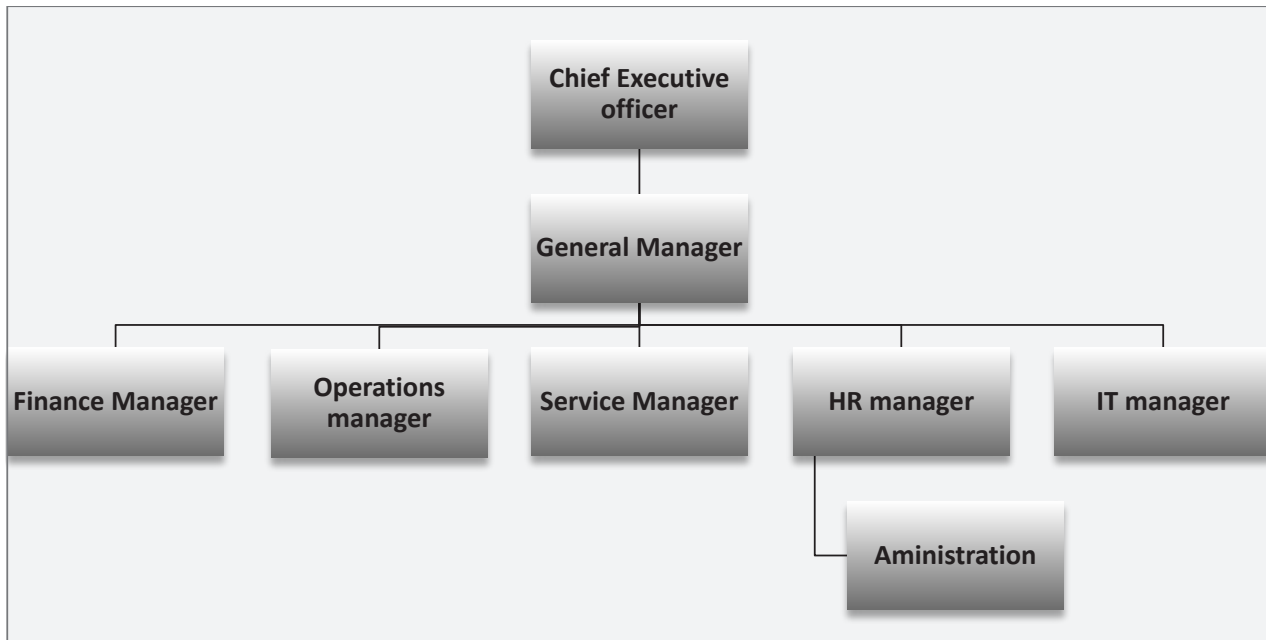 Chief Executive
officer
General Manager
Finance Manager
Operations
manager
Service Manager
HR manager
IT manager
Aministration